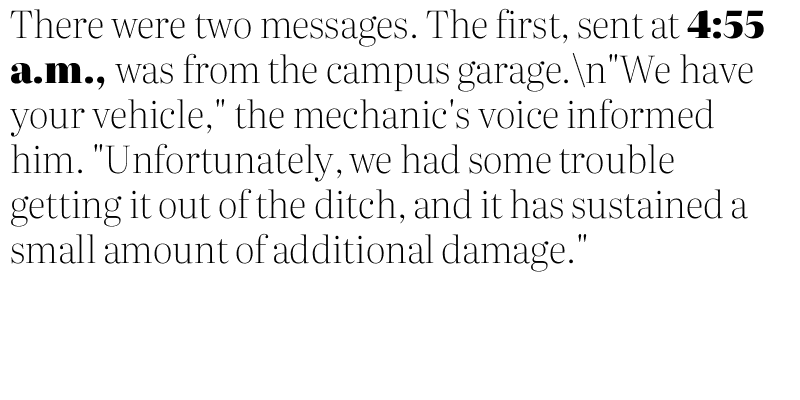 There were two messages. The first, sent at 4:55
a.m., was from the campus garage.\n"We have
your vehicle," the mechanic's voice informed
him. "Unfortunately, we had some trouble
getting it out of the ditch, and it has sustained a
small amount of additional damage."